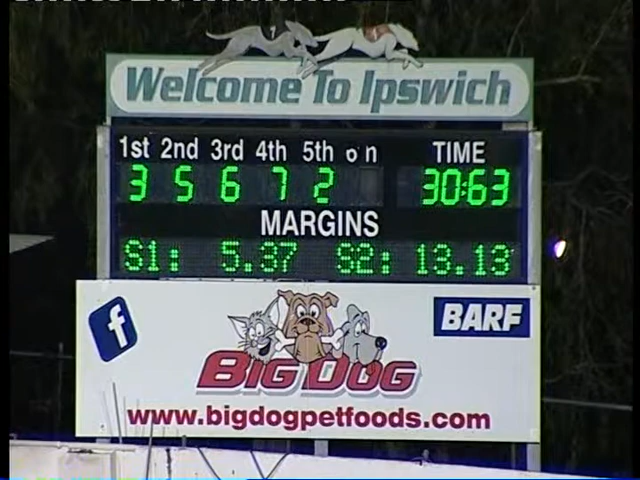 Welcome To Ipswich
1st 2nd 3rd 4th 5th o n TIME
3 5 6 7 2 30:63
MARGINS
S1: 5.37 S2: 13.13
f
BARF
BIG DOG
www.bigdogpetfoods.com